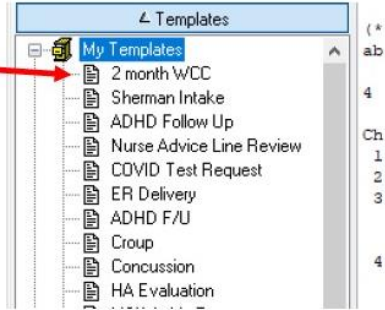 Templates
My Templates
2 month WCC
Sherman Intake
ADHD Follow Up
Nurse Advice Line Review
COVID Test Request
ER Delivery
ADHD F/U
Croup
Concussion
HA Evaluation
(*
ab
4
Ch
1
2
3
4